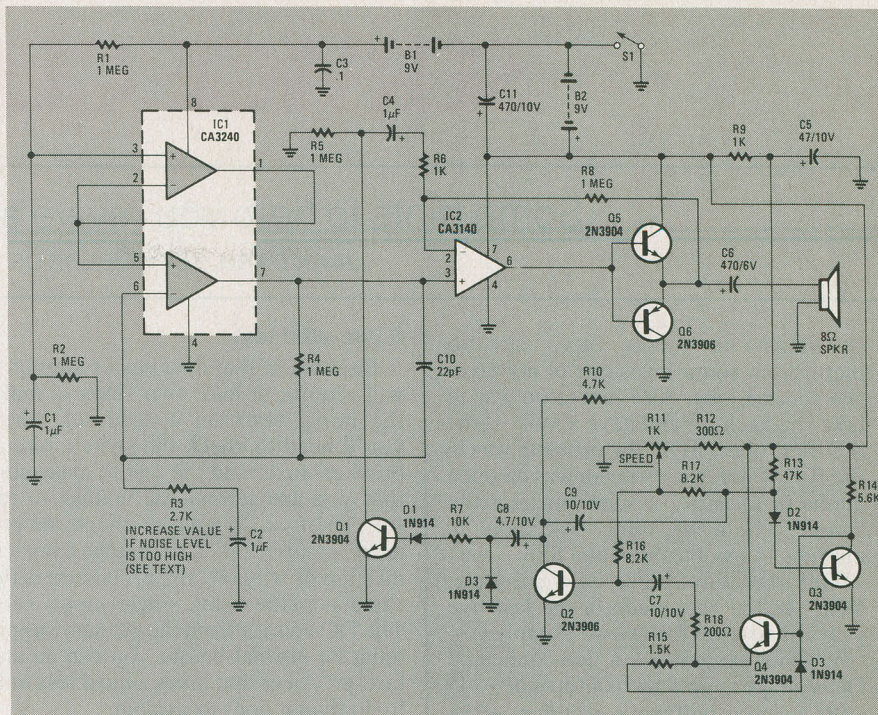 R1
1 MEG
8
IC1
CA3240
3
+
2
−
1
5
+
6
−
7
4
R2
1 MEG
+
C1
1µF
R3
2.7K
INCREASE VALUE
IF NOISE LEVEL
IS TOO HIGH
(SEE TEXT)
+
C2
1µF
C3
.1
+
B1
9V
R5
1 MEG
C4
1µF
+
R6
1K
C11
470/10V
+
B2
9V
+
S1
R4
1 MEG
C10
22pF
IC2
CA3140
2
−
3
+
7
6
4
R8
1 MEG
Q5
2N3904
Q6
2N3906
R9
1K
C5
47/10V
+
C6
470/6V
+
8Ω
SPKR
R10
4.7K
R11
1K
SPEED
R12
300Ω
R17
8.2K
R13
47K
R14
5.6K
D2
1N914
Q3
2N3904
Q1
2N3904
D1
1N914
R7
10K
C8
4.7/10V
+
D3
1N914
C9
10/10V
+
R16
8.2K
Q2
2N3906
+
C7
10/10V
R18
200Ω
R15
1.5K
Q4
2N3904
D3
1N914